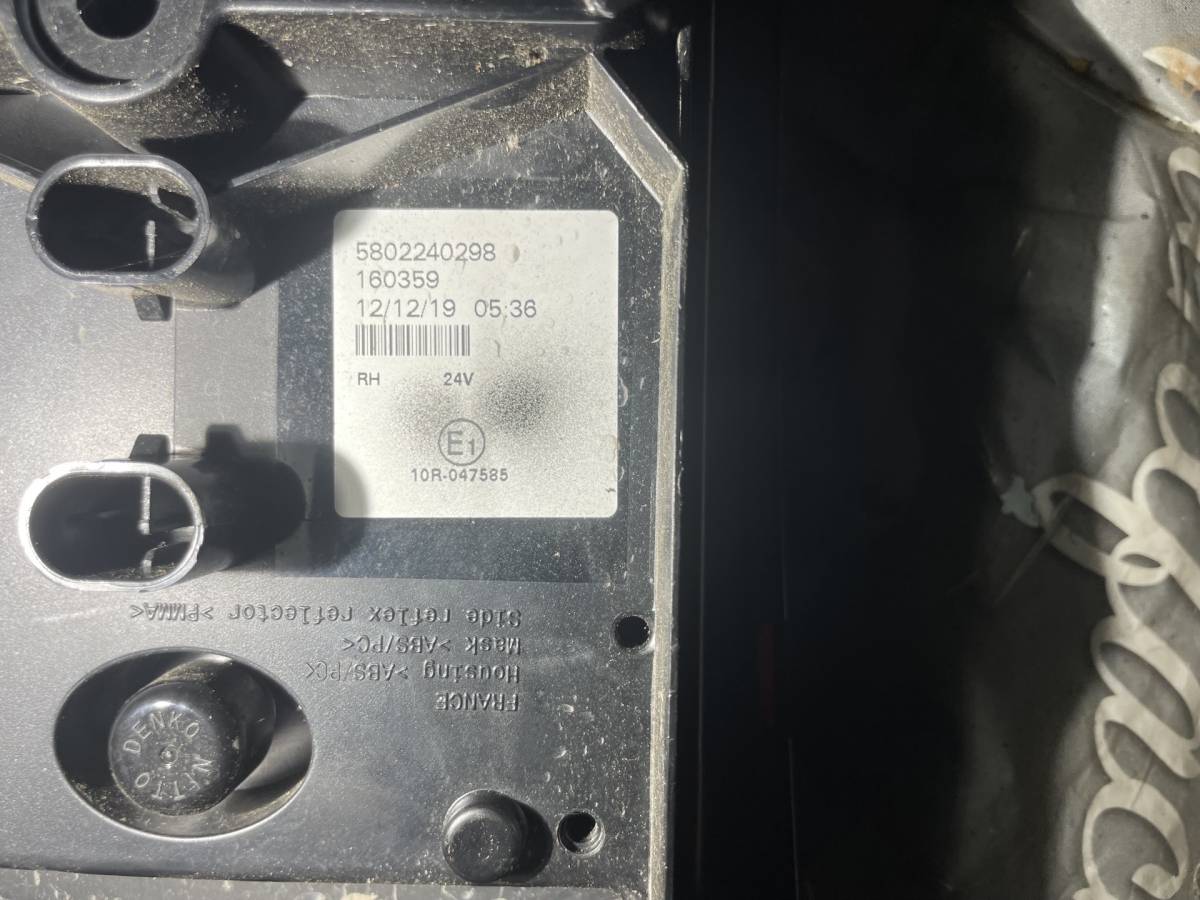 5802240298
160359
12/12/19 05:36
RH 24V
E1
10R-047585
Side reflex reflector >PMMA<
Mask >ABS/PC<
Housing >ABS/PC<
FRANCE
NITTO DENKO